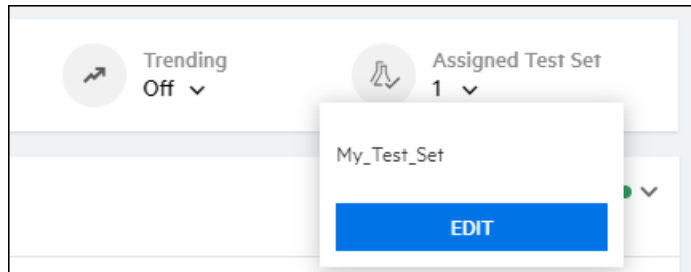 Trending
Off
Assigned Test Set
1
My_Test_Set
EDIT